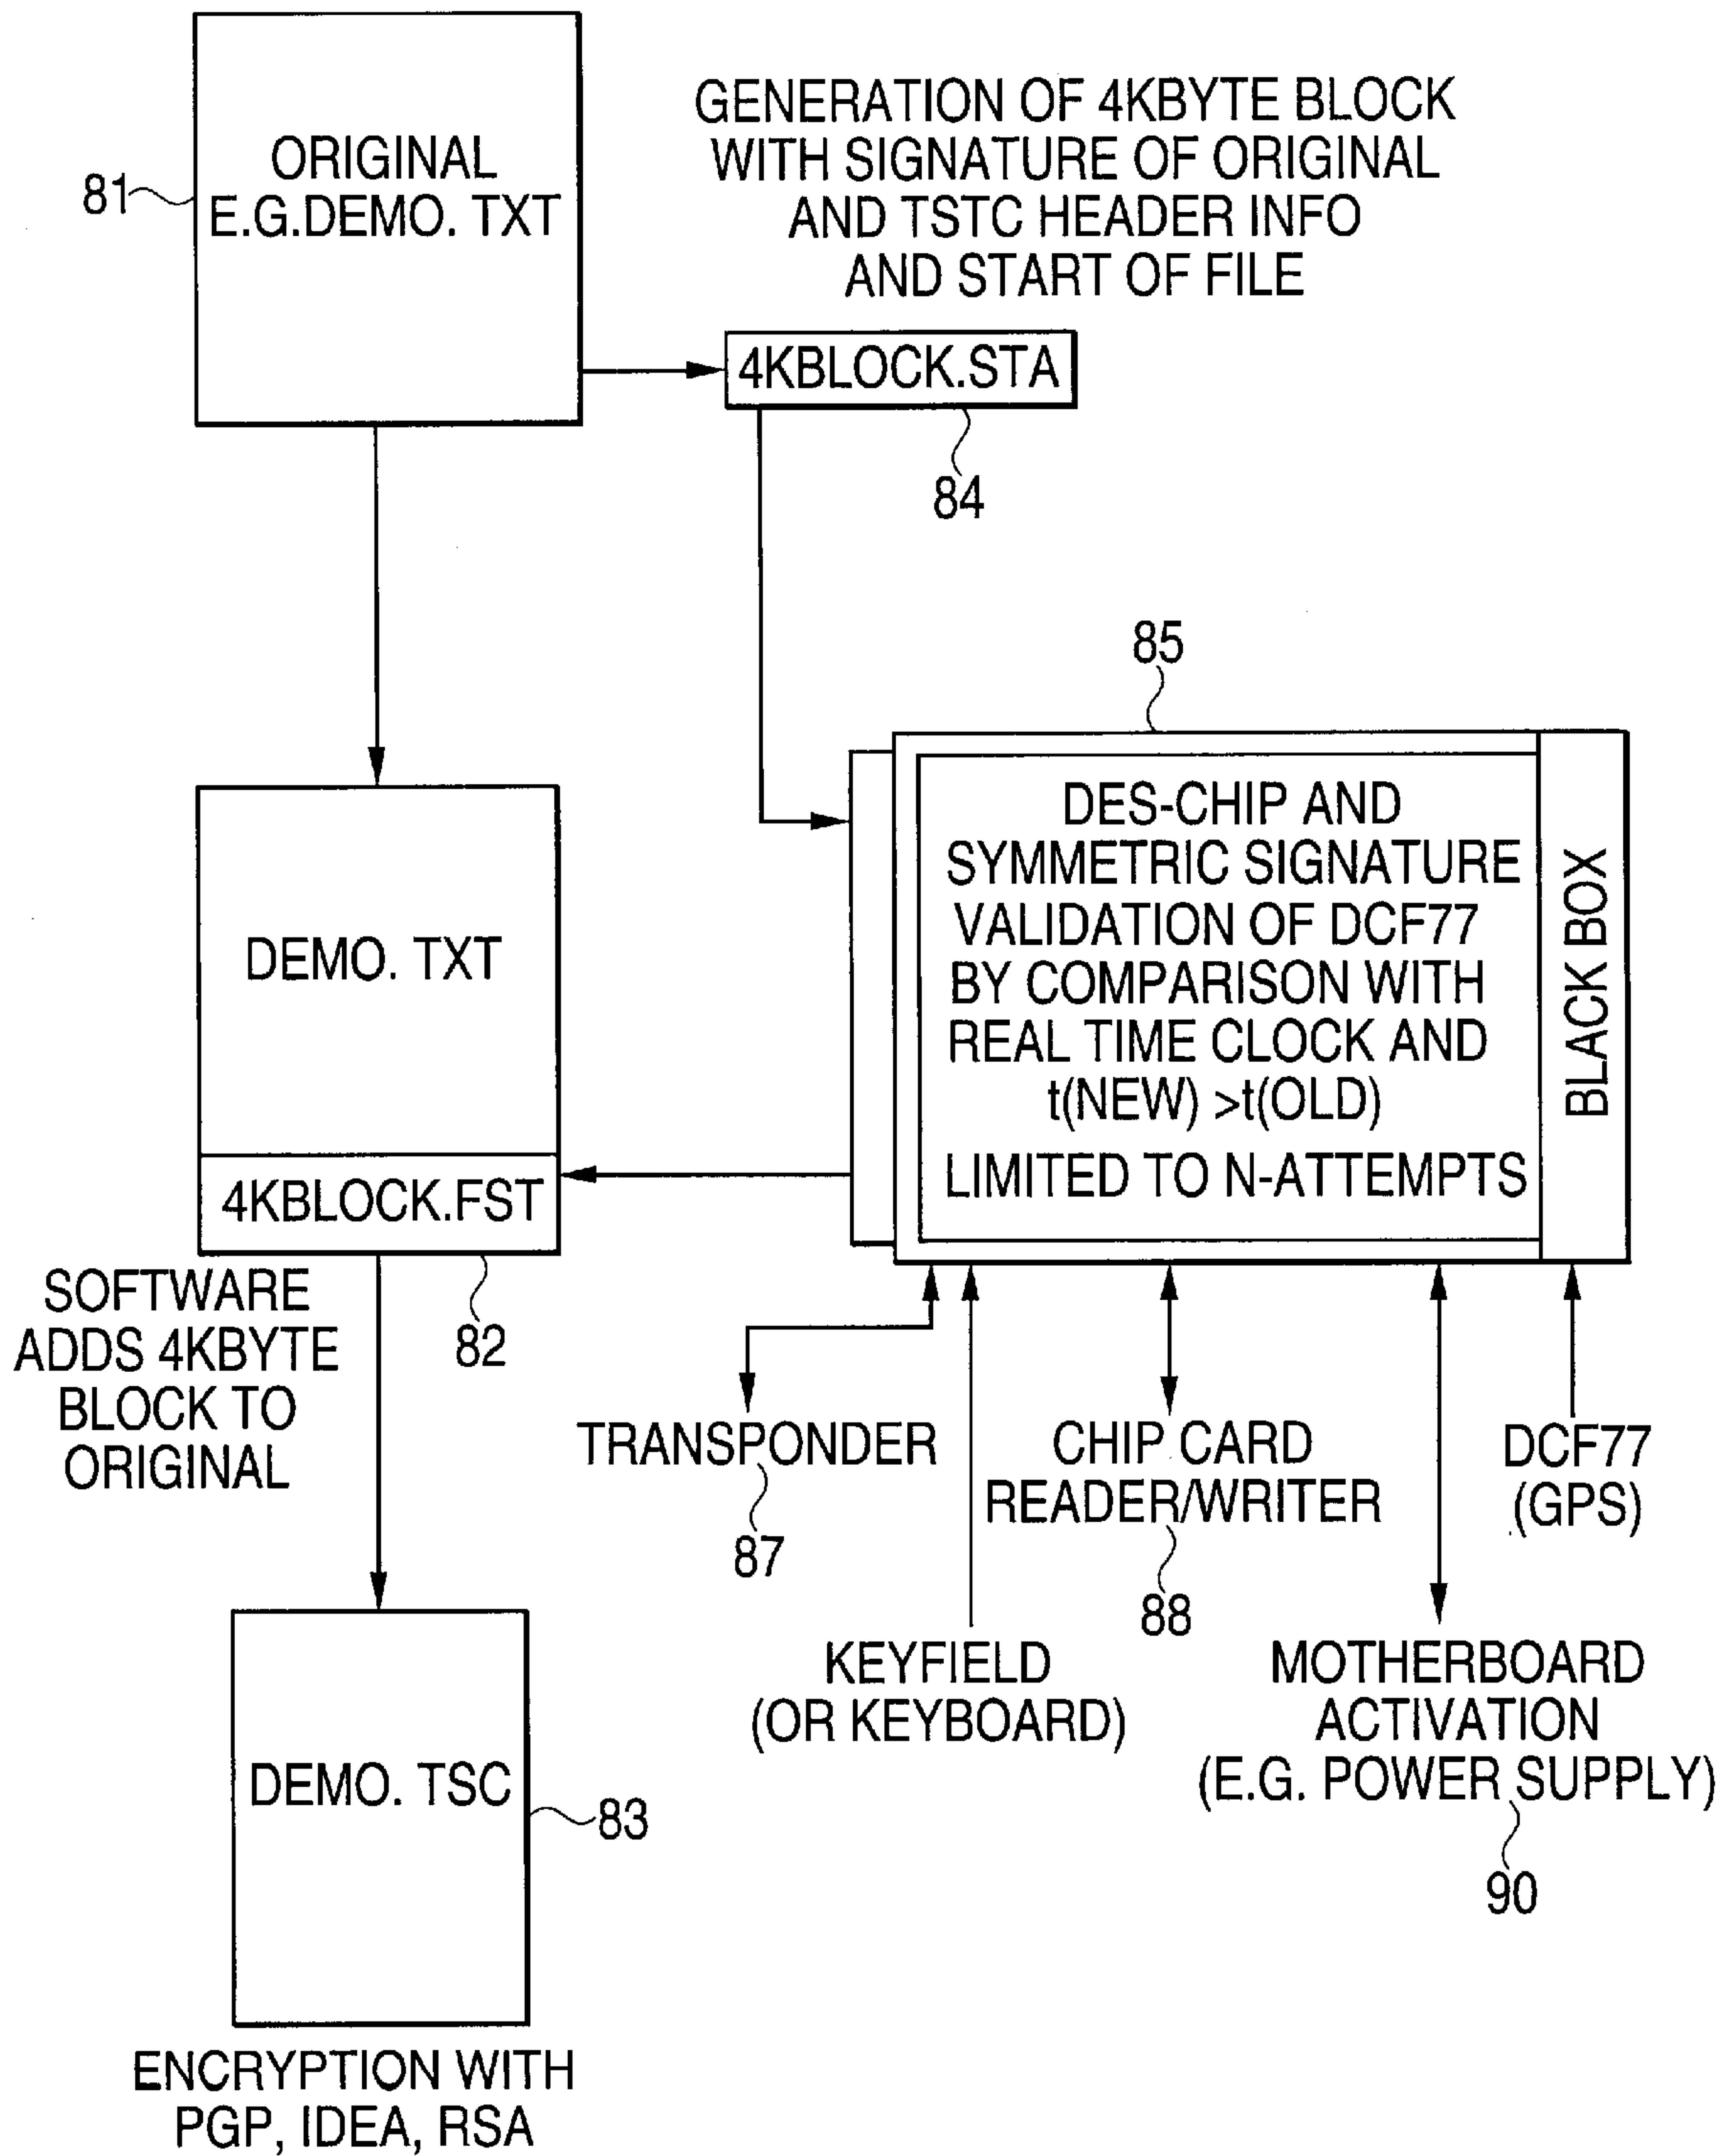 ORIGINAL
E.G.DEMO. TXT
81
GENERATION OF 4KBYTE BLOCK
WITH SIGNATURE OF ORIGINAL
AND TSTC HEADER INFO
AND START OF FILE
4KBLOCK.STA
84
85
DES-CHIP AND
SYMMETRIC SIGNATURE
VALIDATION OF DCF77
BY COMPARISON WITH
REAL TIME CLOCK AND
t(NEW) >t(OLD)
LIMITED TO N-ATTEMPTS
BLACK BOX
DEMO. TXT
4KBLOCK.FST
82
SOFTWARE
ADDS 4KBYTE
BLOCK TO
ORIGINAL
TRANSPONDER
87
CHIP CARD
READER/WRITER
88
DCF77
(GPS)
KEYFIELD
(OR KEYBOARD)
MOTHERBOARD
ACTIVATION
(E.G. POWER SUPPLY)
90
DEMO. TSC
83
ENCRYPTION WITH
PGP, IDEA, RSA